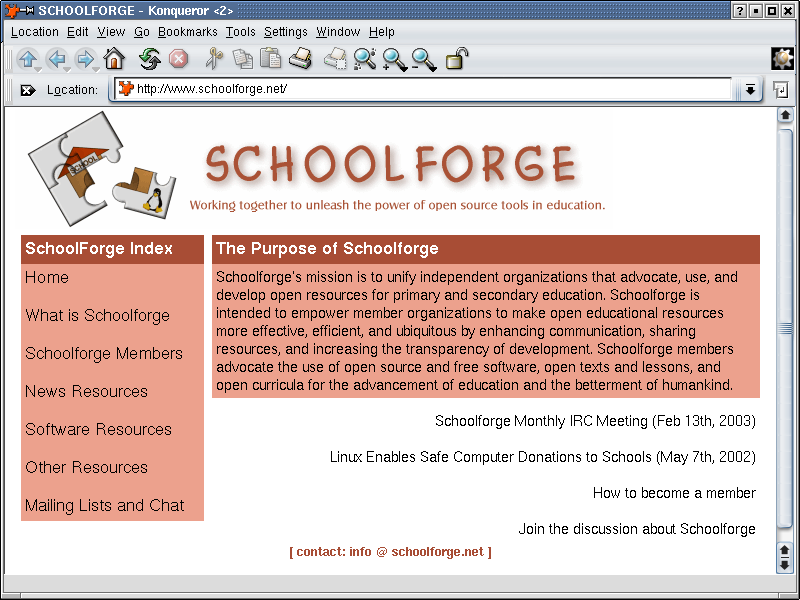 SCHOOLFORGE - Konqueror <2>
Location Edit View Go Bookmarks Tools Settings Window Help
Location: http://www.schoolforge.net/
SCHOOL
SCHOOLFORGE
Working together to unleash the power of open source tools in education.
SchoolForge Index
Home
What is Schoolforge
Schoolforge Members
News Resources
Software Resources
Other Resources
Mailing Lists and Chat
The Purpose of Schoolforge
Schoolforge's mission is to unify independent organizations that advocate, use, and
develop open resources for primary and secondary education. Schoolforge is
intended to empower member organizations to make open educational resources
more effective, efficient, and ubiquitous by enhancing communication, sharing
resources, and increasing the transparency of development. Schoolforge members
advocate the use of open source and free software, open texts and lessons, and
open curricula for the advancement of education and the betterment of humankind.
Schoolforge Monthly IRC Meeting (Feb 13th, 2003)
Linux Enables Safe Computer Donations to Schools (May 7th, 2002)
How to become a member
Join the discussion about Schoolforge
[ contact: info @ schoolforge.net ]